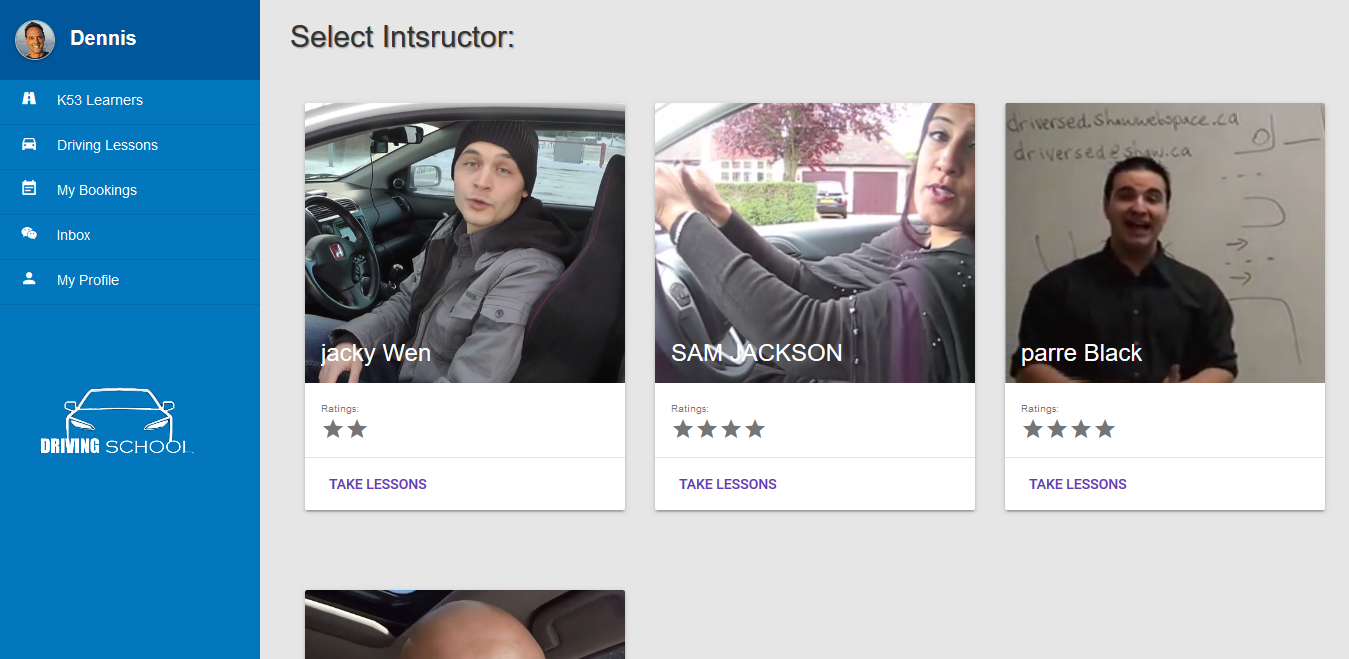 Dennis
K53 Learners
Driving Lessons
My Bookings
Inbox
My Profile
DRIVING SCHOOL
Select Intsructor:
driversed.shawwebspace.ca
driversed@shaw.ca
jacky Wen
SAM JACKSON
parre Black
Ratings:
Ratings:
Ratings:
TAKE LESSONS
TAKE LESSONS
TAKE LESSONS